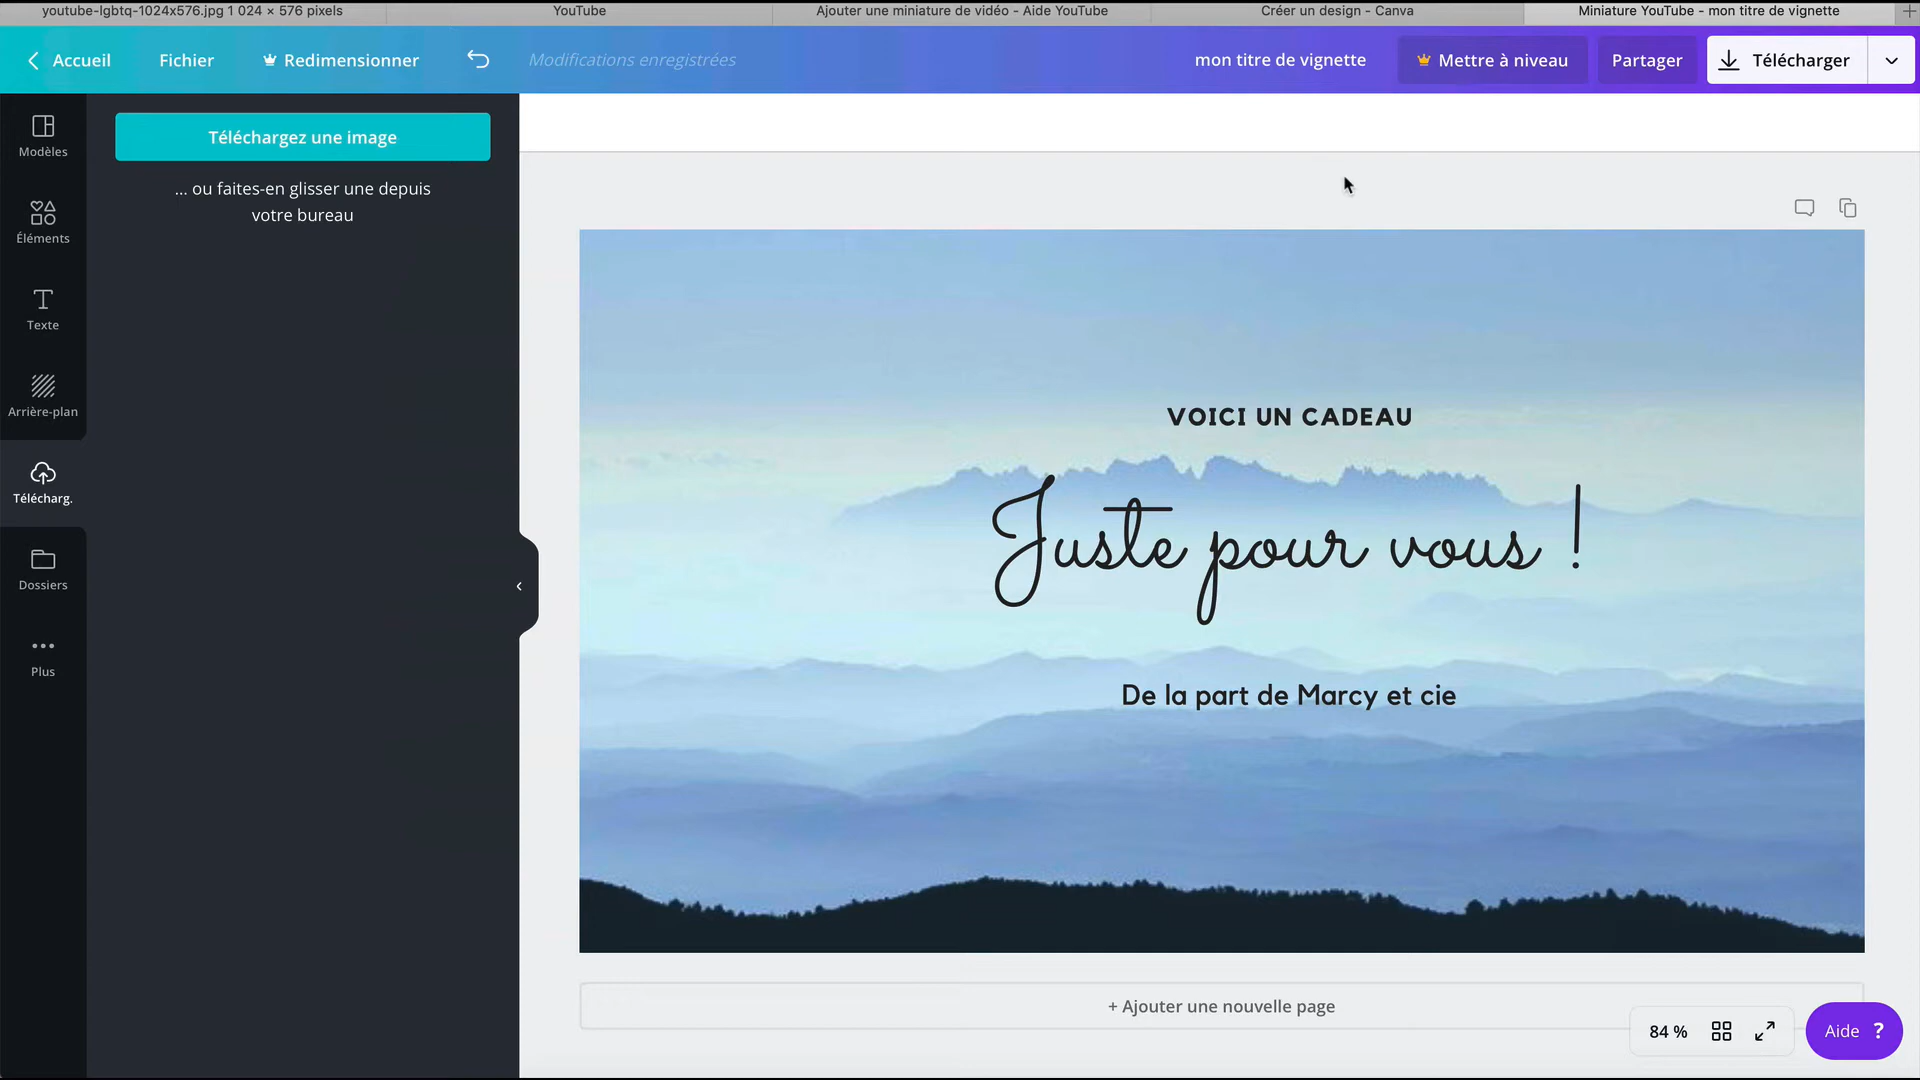 youtube-lgbtq-1024x576.jpg 1 024 × 576 pixels
YouTube
Ajouter une miniature de vidéo - Aide YouTube
Créer un design - Canva
Miniature YouTube - mon titre de vignette
Accueil
Fichier
Redimensionner
Modifications enregistrées
mon titre de vignette
Mettre à niveau
Partager
Télécharger
Modèles
Éléments
Texte
Arrière-plan
Télécharg.
Dossiers
Plus
Téléchargez une image
... ou faites-en glisser une depuis
votre bureau
VOICI UN CADEAU
Juste pour vous !
De la part de Marcy et cie
+ Ajouter une nouvelle page
84 %
Aide ?